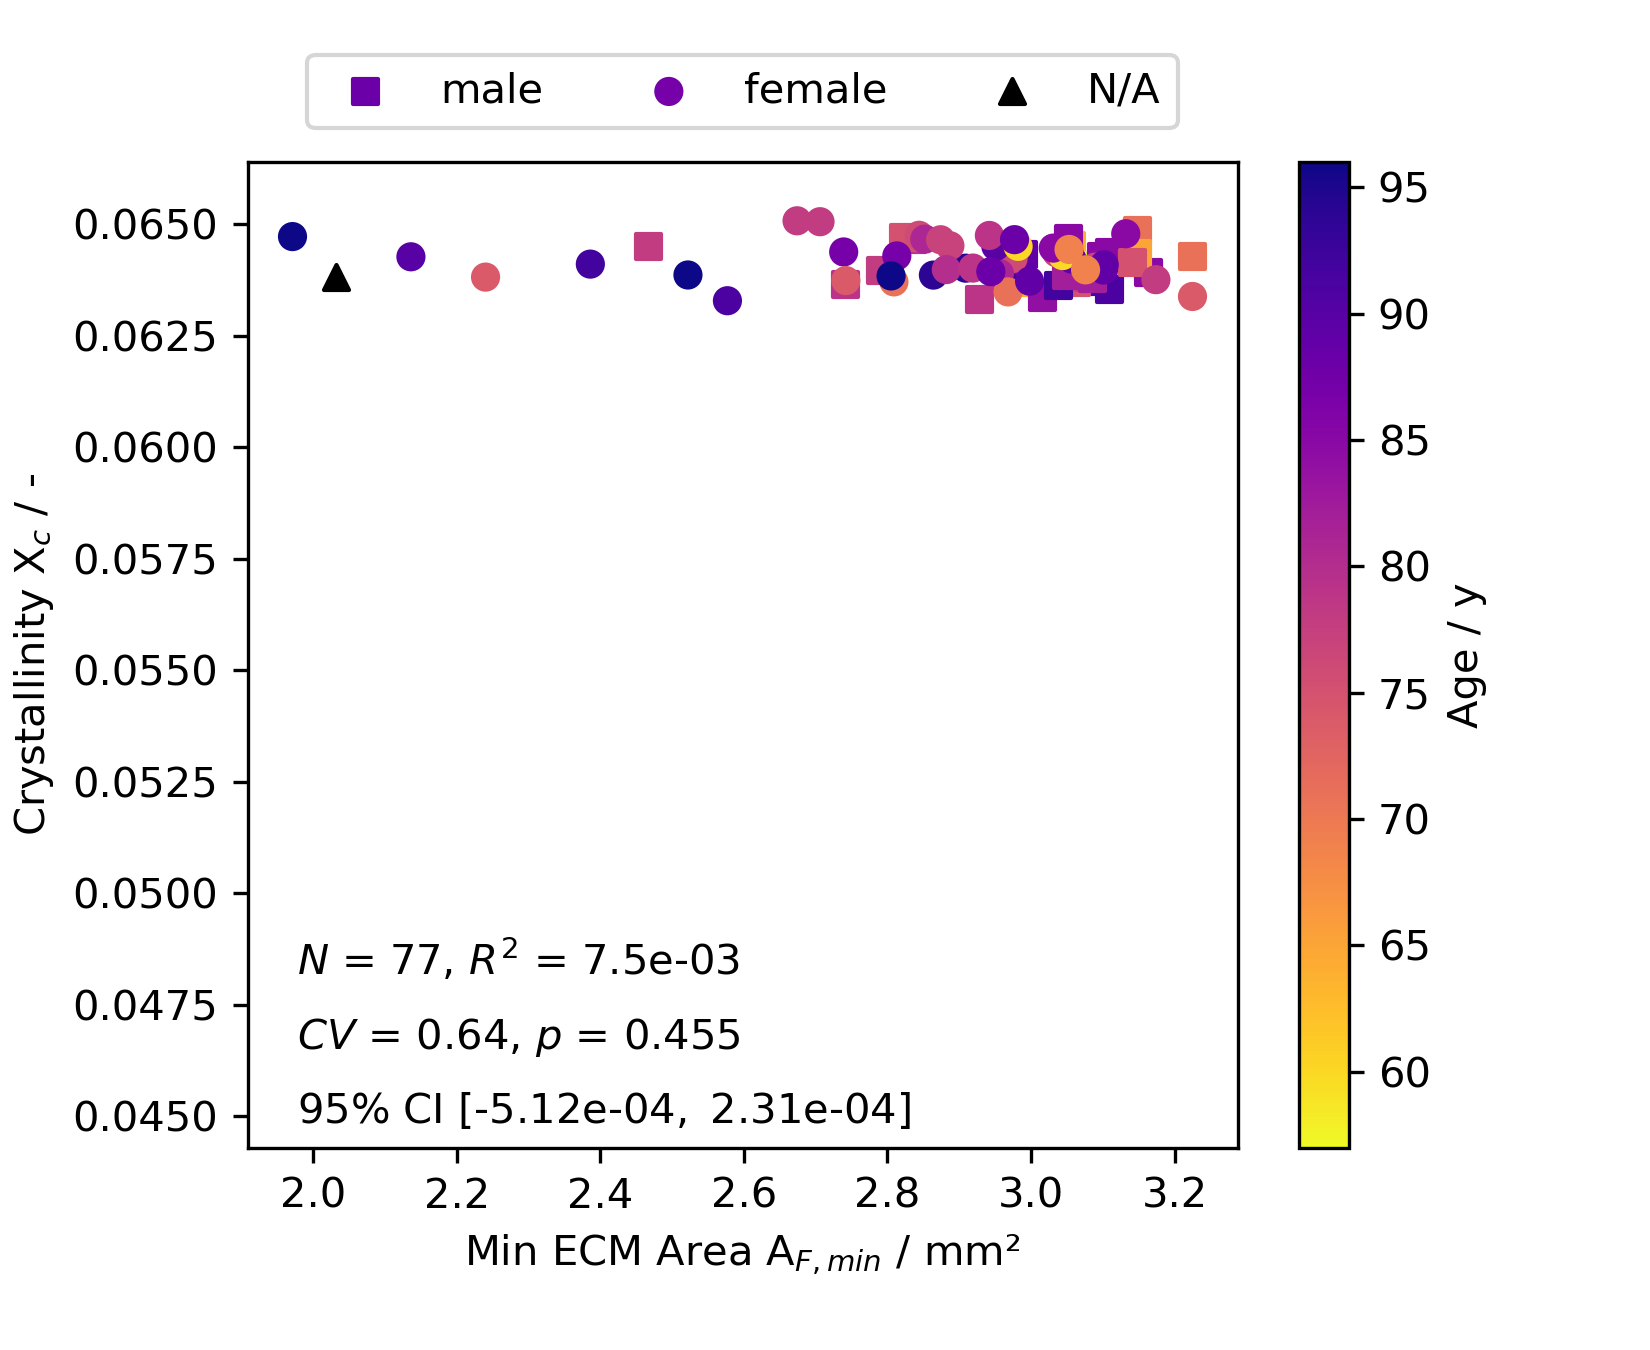 male female N/A
0.0650
0.0625
0.0600
0.0575
0.0550
0.0525
0.0500
0.0475
0.0450
Crystallinity X_c / -
N = 77, R² = 7.5e-03
CV = 0.64, p = 0.455
95% CI [-5.12e-04, 2.31e-04]
2.0 2.2 2.4 2.6 2.8 3.0 3.2
Min ECM Area A_F,min / mm²
95
90
85
80
75
70
65
60
Age / y